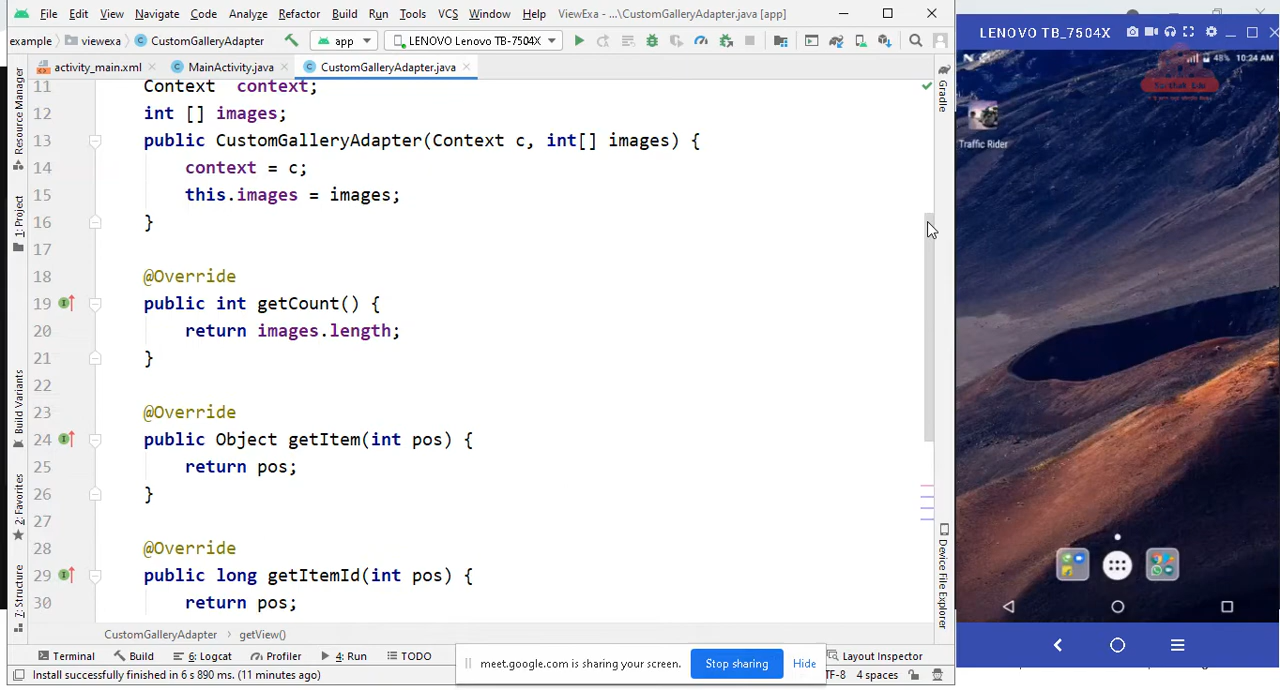 File Edit View Navigate Code Analyze Refactor Build Run Tools VCS Window Help ViewExa - ...\CustomGalleryAdapter.java [app]
example viewexa CustomGalleryAdapter app LENOVO Lenovo TB-7504X
activity_main.xml MainActivity.java CustomGalleryAdapter.java
11 Context context;
12 int [] images;
13 public CustomGalleryAdapter(Context c, int[] images) {
14 context = c;
15 this.images = images;
16 }
17
18 @Override
19 public int getCount() {
20 return images.length;
21 }
22
23 @Override
24 public Object getItem(int pos) {
25 return pos;
26 }
27
28 @Override
29 public long getItemId(int pos) {
30 return pos;
CustomGalleryAdapter getView()
Terminal Build 6: Logcat Profiler 4: Run TODO Layout Inspector
meet.google.com is sharing your screen. Stop sharing Hide
Install successfully finished in 6 s 890 ms. (11 minutes ago) TF-8 4 spaces
Resource Manager
1: Project
Build Variants
2: Favorites
7: Structure
Gradle
Device File Explorer
LENOVO TB_7504X
48% 10:24 AM
Traffic Rider